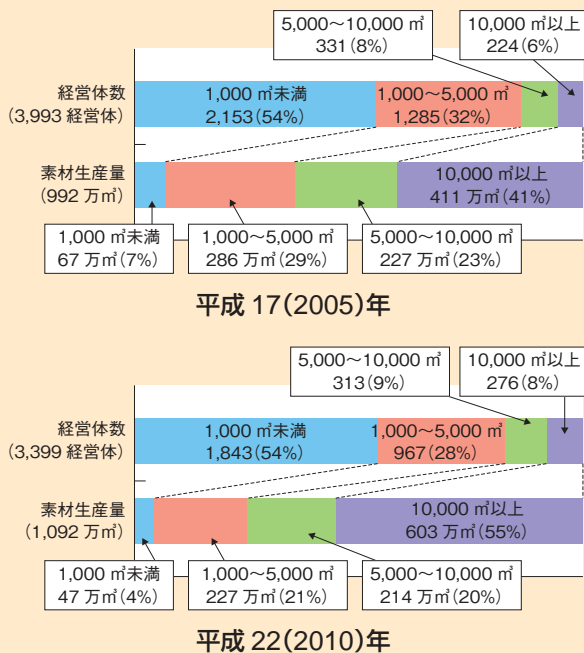 5,000～10,000 ㎥
331(8%)
10,000 ㎥以上
224(6%)
経営体数
(3,993 経営体)
1,000 ㎥未満
2,153(54%)
1,000～5,000 ㎥
1,285(32%)
素材生産量
(992 万㎥)
10,000 ㎥以上
411 万㎥(41%)
1,000 ㎥未満
67 万㎥(7%)
1,000～5,000 ㎥
286 万㎥(29%)
5,000～10,000 ㎥
227 万㎥(23%)
平成 17(2005)年
5,000～10,000 ㎥
313(9%)
10,000 ㎥以上
276(8%)
経営体数
(3,399 経営体)
1,000 ㎥未満
1,843(54%)
1,000～5,000 ㎥
967(28%)
素材生産量
(1,092 万㎥)
10,000 ㎥以上
603 万㎥(55%)
1,000 ㎥未満
47 万㎥(4%)
1,000～5,000 ㎥
227 万㎥(21%)
5,000～10,000 ㎥
214 万㎥(20%)
平成 22(2010)年